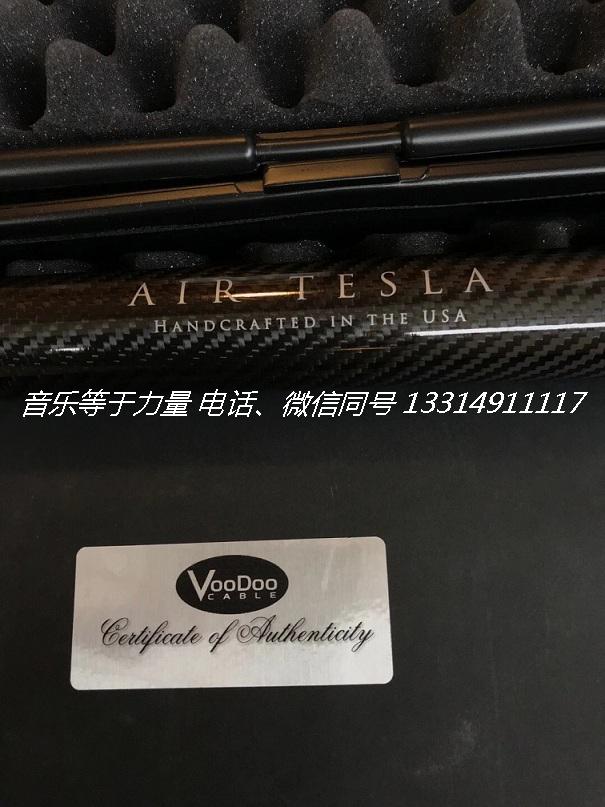 AIR TESLA
HANDCRAFTED IN THE USA
音乐等于力量 电话、微信同号 13314911117
VOODOO
CABLE
Certificate of Authenticity